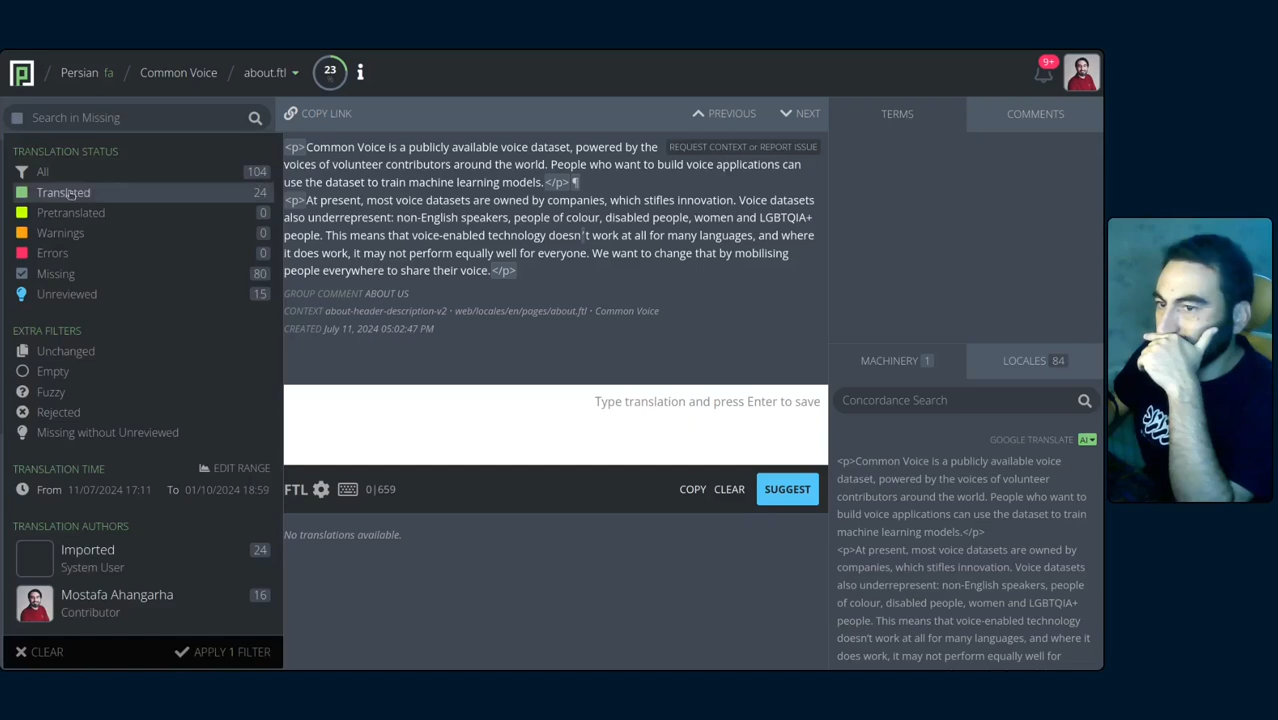 Persian fa / Common Voice / about.ftl 23 % 9+
Search in Missing
TRANSLATION STATUS
All 104
Translated 24
Pretranslated 0
Warnings 0
Errors 0
Missing 80
Unreviewed 15
EXTRA FILTERS
Unchanged
Empty
Fuzzy
Rejected
Missing without Unreviewed
TRANSLATION TIME EDIT RANGE
From 11/07/2024 17:11 To 01/10/2024 18:59
TRANSLATION AUTHORS
Imported 24
System User
Mostafa Ahangarha 16
Contributor
CLEAR APPLY 1 FILTER
COPY LINK PREVIOUS NEXT
<p>Common Voice is a publicly available voice dataset, powered by the
REQUEST CONTEXT or REPORT ISSUE
voices of volunteer contributors around the world. People who want to build voice applications can
use the dataset to train machine learning models.</p> ¶
<p>At present, most voice datasets are owned by companies, which stifles innovation. Voice datasets
also underrepresent: non-English speakers, people of colour, disabled people, women and LGBTQIA+
people. This means that voice-enabled technology doesn’t work at all for many languages, and where
it does work, it may not perform equally well for everyone. We want to change that by mobilising
people everywhere to share their voice.</p>
GROUP COMMENT ABOUT US
CONTEXT about-header-description-v2 • web/locales/en/pages/about.ftl • Common Voice
CREATED July 11, 2024 05:02:47 PM
Type translation and press Enter to save
FTL 0|659 COPY CLEAR SUGGEST
No translations available.
TERMS COMMENTS
MACHINERY 1 LOCALES 84
Concordance Search
GOOGLE TRANSLATE AI
<p>Common Voice is a publicly available voice
dataset, powered by the voices of volunteer
contributors around the world. People who want to
build voice applications can use the dataset to train
machine learning models.</p>
<p>At present, most voice datasets are owned by
companies, which stifles innovation. Voice datasets
also underrepresent: non-English speakers, people
of colour, disabled people, women and LGBTQIA+
people. This means that voice-enabled technology
doesn’t work at all for many languages, and where it
does work, it may not perform equally well for